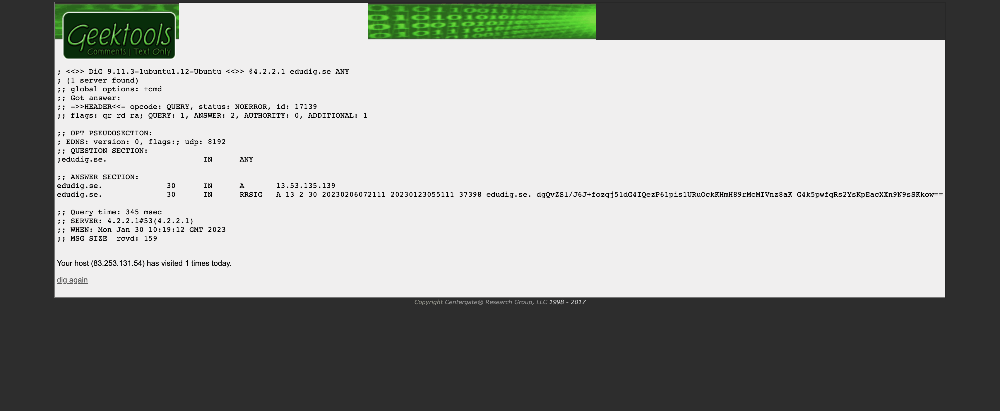 Geektools
Comments | Text Only
; <<>> DiG 9.11.3-1ubuntu1.12-Ubuntu <<>> @4.2.2.1 edudig.se ANY
; (1 server found)
;; global options: +cmd
;; Got answer:
;; ->>HEADER<<- opcode: QUERY, status: NOERROR, id: 17139
;; flags: qr rd ra; QUERY: 1, ANSWER: 2, AUTHORITY: 0, ADDITIONAL: 1
;; OPT PSEUDOSECTION:
; EDNS: version: 0, flags:; udp: 8192
;; QUESTION SECTION:
;edudig.se. IN ANY
;; ANSWER SECTION:
edudig.se. 30 IN A 13.53.135.139
edudig.se. 30 IN RRSIG A 13 2 30 20230206072111 20230123055111 37398 edudig.se. dgQvZSl/J6J+fozqj51dG4IQezP61pis1URuOckKHmH89rMcMIVnz8aK G4k5pwfqRs2YsKpEacXXn9N9sSKkow==
;; Query time: 345 msec
;; SERVER: 4.2.2.1#53(4.2.2.1)
;; WHEN: Mon Jan 30 10:19:12 GMT 2023
;; MSG SIZE  rcvd: 159
Your host (83.253.131.54) has visited 1 times today.
dig again
Copyright Centergate® Research Group, LLC 1998 - 2017